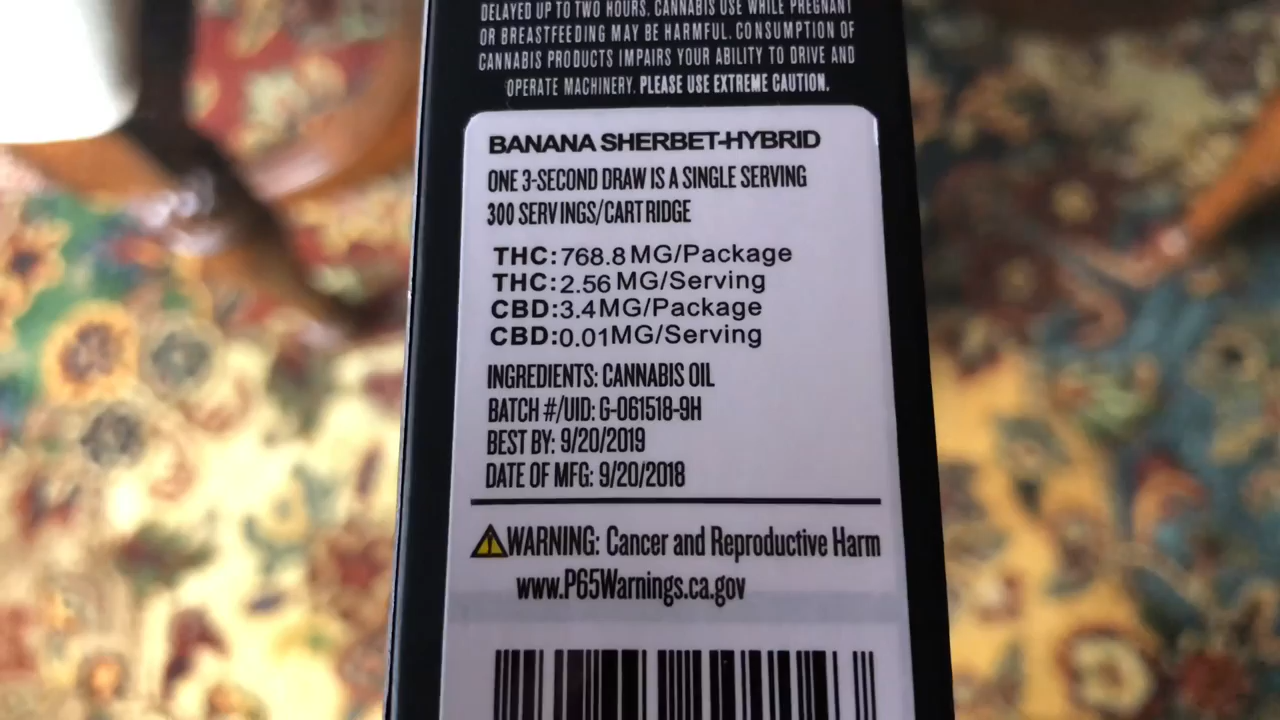 DELAYED UP TO TWO HOURS. CANNABIS USE WHILE PREGNANT
OR BREASTFEEDING MAY BE HARMFUL. CONSUMPTION OF
CANNABIS PRODUCTS IMPAIRS YOUR ABILITY TO DRIVE AND
OPERATE MACHINERY. PLEASE USE EXTREME CAUTION.
BANANA SHERBET-HYBRID
ONE 3-SECOND DRAW IS A SINGLE SERVING
300 SERVINGS/CARTRIDGE
THC:768.8MG/Package
THC:2.56MG/Serving
CBD:3.4MG/Package
CBD:0.01MG/Serving
INGREDIENTS: CANNABIS OIL
BATCH #/UID: G-061518-9H
BEST BY: 9/20/2019
DATE OF MFG: 9/20/2018
WARNING: Cancer and Reproductive Harm
www.P65Warnings.ca.gov